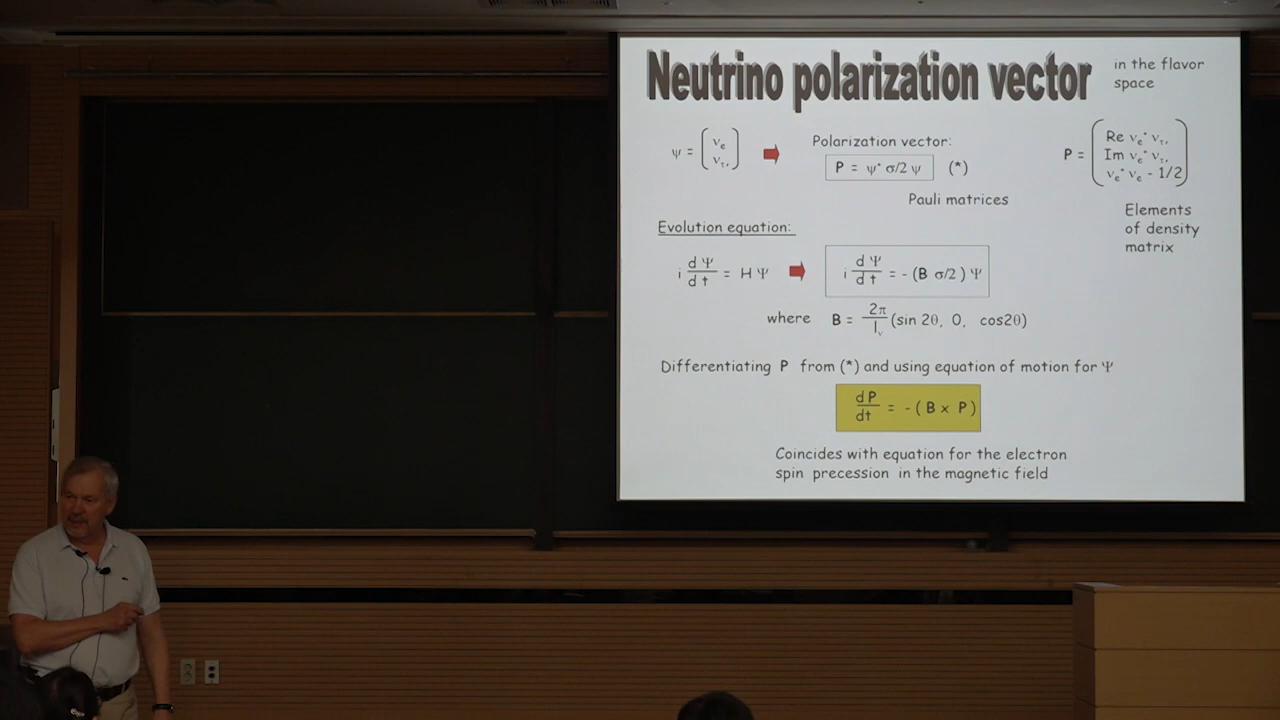 Neutrino polarization vector
in the flavor
space
ψ = ( νe ντ' )
Polarization vector:
P = ψ⁺ σ/2 ψ (*)
P = ( Re νe⁺ ντ' Im νe⁺ ντ' νe⁺ νe - 1/2 )
Pauli matrices
Elements
of density
matrix
Evolution equation:
i dΨ/dt = H Ψ
i dΨ/dt = - (B σ/2) Ψ
where B = 2π/lν (sin 2θ, 0, cos2θ)
Differentiating P from (*) and using equation of motion for Ψ
dP/dt = - ( B x P )
Coincides with equation for the electron
spin precession in the magnetic field